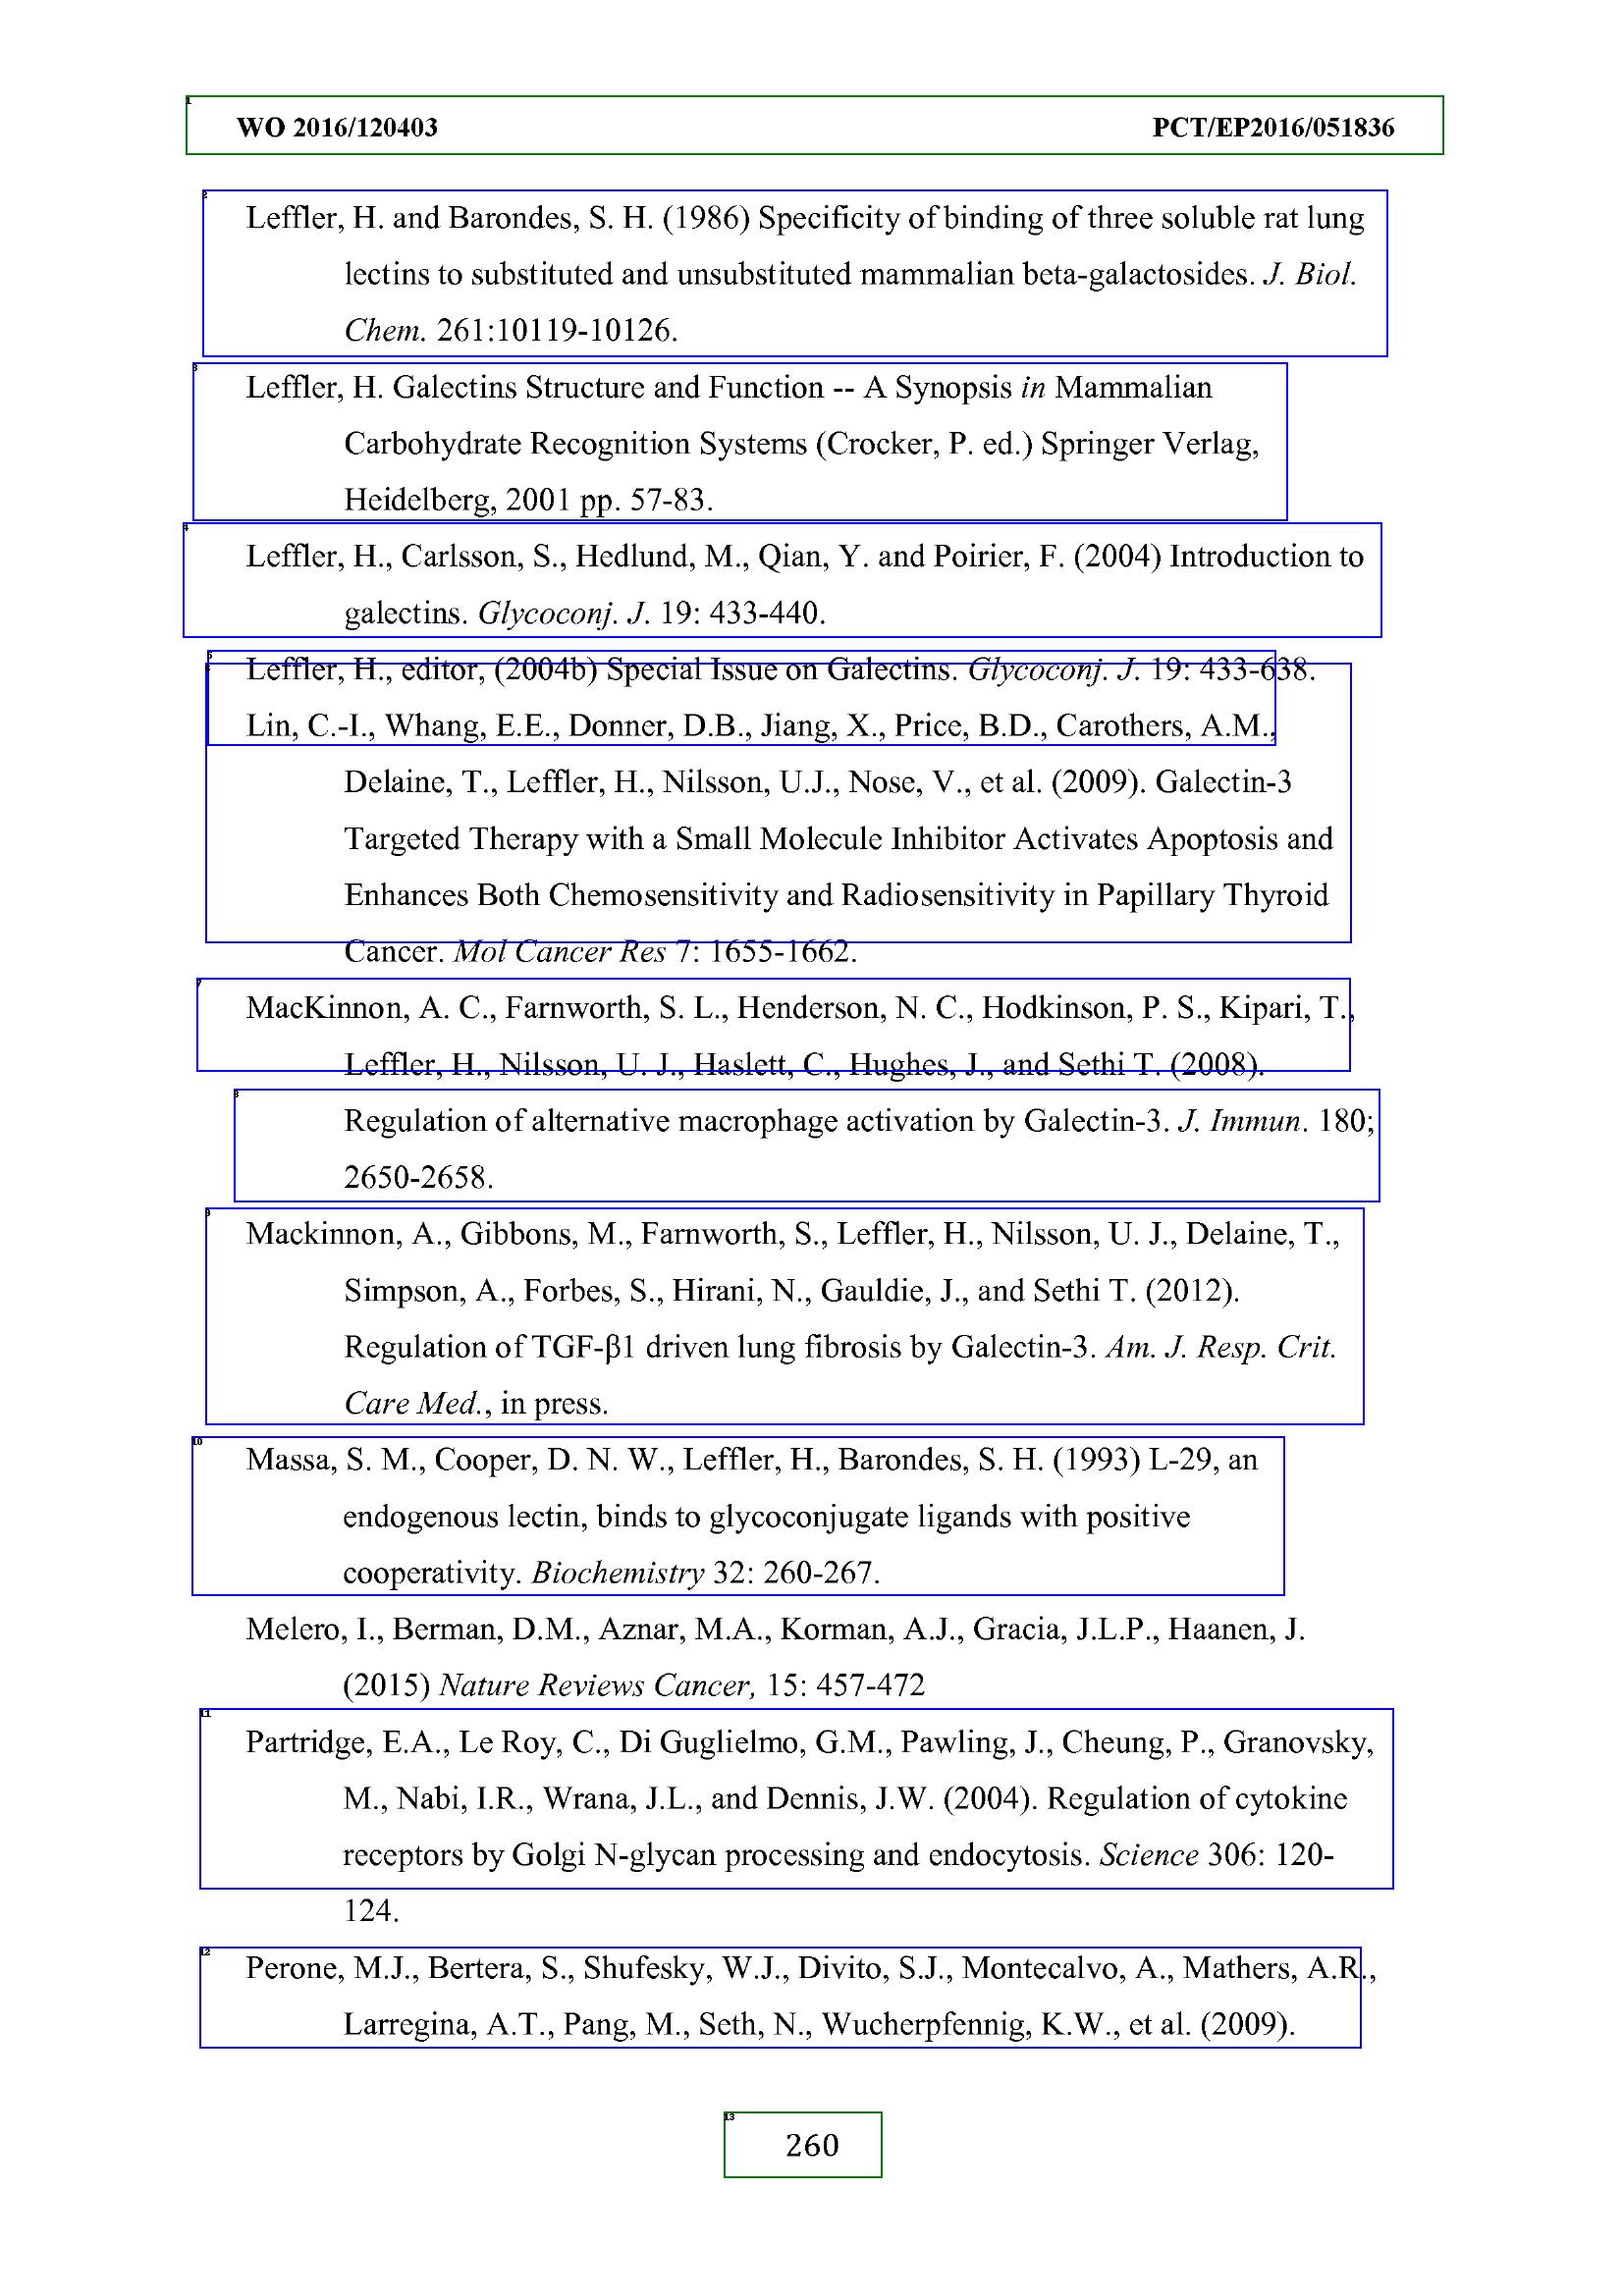 1
WO 2016/120403 PCT/EP2016/051836
2
Leffler, H. and Barondes, S. H. (1986) Specificity of binding of three soluble rat lung
lectins to substituted and unsubstituted mammalian beta-galactosides. J. Biol.
Chem. 261:10119-10126.
3
Leffler, H. Galectins Structure and Function -- A Synopsis in Mammalian
Carbohydrate Recognition Systems (Crocker, P. ed.) Springer Verlag,
Heidelberg, 2001 pp. 57-83.
4
Leffler, H., Carlsson, S., Hedlund, M., Qian, Y. and Poirier, F. (2004) Introduction to
galectins. Glycoconj. J. 19: 433-440.
5
Leffler, H., editor, (2004b) Special Issue on Galectins. Glycoconj. J. 19: 433-638.
Lin, C.-I., Whang, E.E., Donner, D.B., Jiang, X., Price, B.D., Carothers, A.M.,
Delaine, T., Leffler, H., Nilsson, U.J., Nose, V., et al. (2009). Galectin-3
Targeted Therapy with a Small Molecule Inhibitor Activates Apoptosis and
Enhances Both Chemosensitivity and Radiosensitivity in Papillary Thyroid
Cancer. Mol Cancer Res 7: 1655-1662.
7
MacKinnon, A. C., Farnworth, S. L., Henderson, N. C., Hodkinson, P. S., Kipari, T.,
Leffler, H., Nilsson, U. J., Haslett, C., Hughes, J., and Sethi T. (2008).
8
Regulation of alternative macrophage activation by Galectin-3. J. Immun. 180;
2650-2658.
9
Mackinnon, A., Gibbons, M., Farnworth, S., Leffler, H., Nilsson, U. J., Delaine, T.,
Simpson, A., Forbes, S., Hirani, N., Gauldie, J., and Sethi T. (2012).
Regulation of TGF-β1 driven lung fibrosis by Galectin-3. Am. J. Resp. Crit.
Care Med., in press.
10
Massa, S. M., Cooper, D. N. W., Leffler, H., Barondes, S. H. (1993) L-29, an
endogenous lectin, binds to glycoconjugate ligands with positive
cooperativity. Biochemistry 32: 260-267.
Melero, I., Berman, D.M., Aznar, M.A., Korman, A.J., Gracia, J.L.P., Haanen, J.
(2015) Nature Reviews Cancer, 15: 457-472
11
Partridge, E.A., Le Roy, C., Di Guglielmo, G.M., Pawling, J., Cheung, P., Granovsky,
M., Nabi, I.R., Wrana, J.L., and Dennis, J.W. (2004). Regulation of cytokine
receptors by Golgi N-glycan processing and endocytosis. Science 306: 120-
124.
12
Perone, M.J., Bertera, S., Shufesky, W.J., Divito, S.J., Montecalvo, A., Mathers, A.R.,
Larregina, A.T., Pang, M., Seth, N., Wucherpfennig, K.W., et al. (2009).
13
260